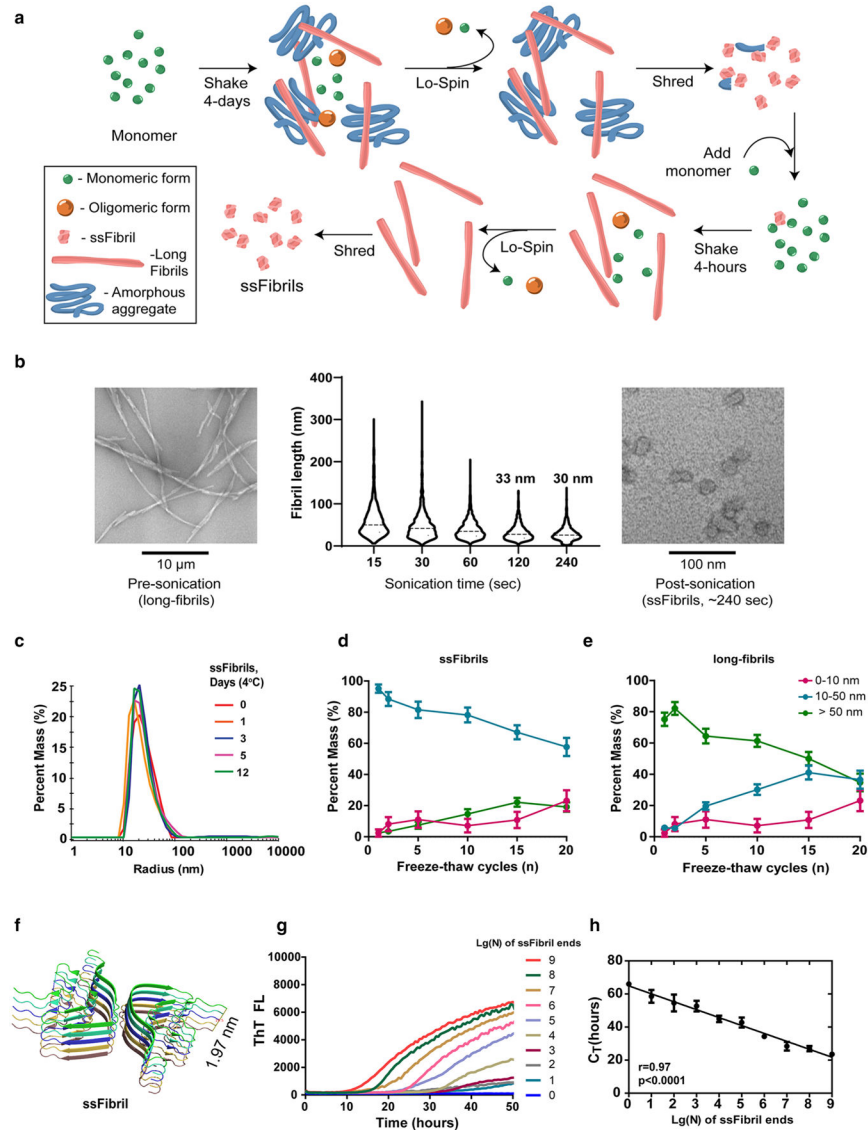 a
Monomer
Shake
4-days
Lo-Spin
Shred
Add
monomer
Shake
4-hours
Lo-Spin
Shred
ssFibrils
- Monomeric form
- Oligomeric form
- ssFibril
-Long
Fibrils
- Amorphous
aggregate
b
10 µm
Pre-sonication
(long-fibrils)
Fibril length (nm)
400
300
200
100
0
33 nm
30 nm
15 30 60 120 240
Sonication time (sec)
100 nm
Post-sonication
(ssFibrils, ~240 sec)
c
Percent Mass (%)
25
20
15
10
5
0
1 10 100 1000 10000
Radius (nm)
ssFibrils,
Days (4°C)
0
1
3
5
12
d
ssFibrils
Percent Mass (%)
100
80
60
40
20
0
0 5 10 15 20
Freeze-thaw cycles (n)
e
long-fibrils
Percent Mass (%)
100
80
60
40
20
0
0 5 10 15 20
Freeze-thaw cycles (n)
0-10 nm
10-50 nm
> 50 nm
f
1.97 nm
ssFibril
g
ThT FL
10000
8000
6000
4000
2000
0
0 10 20 30 40 50
Time (hours)
Lg(N) of ssFibril ends
9
8
7
6
5
4
3
2
1
0
h
CT(hours)
80
60
40
20
0
r=0.97
p<0.0001
0 1 2 3 4 5 6 7 8 9
Lg(N) of ssFibril ends